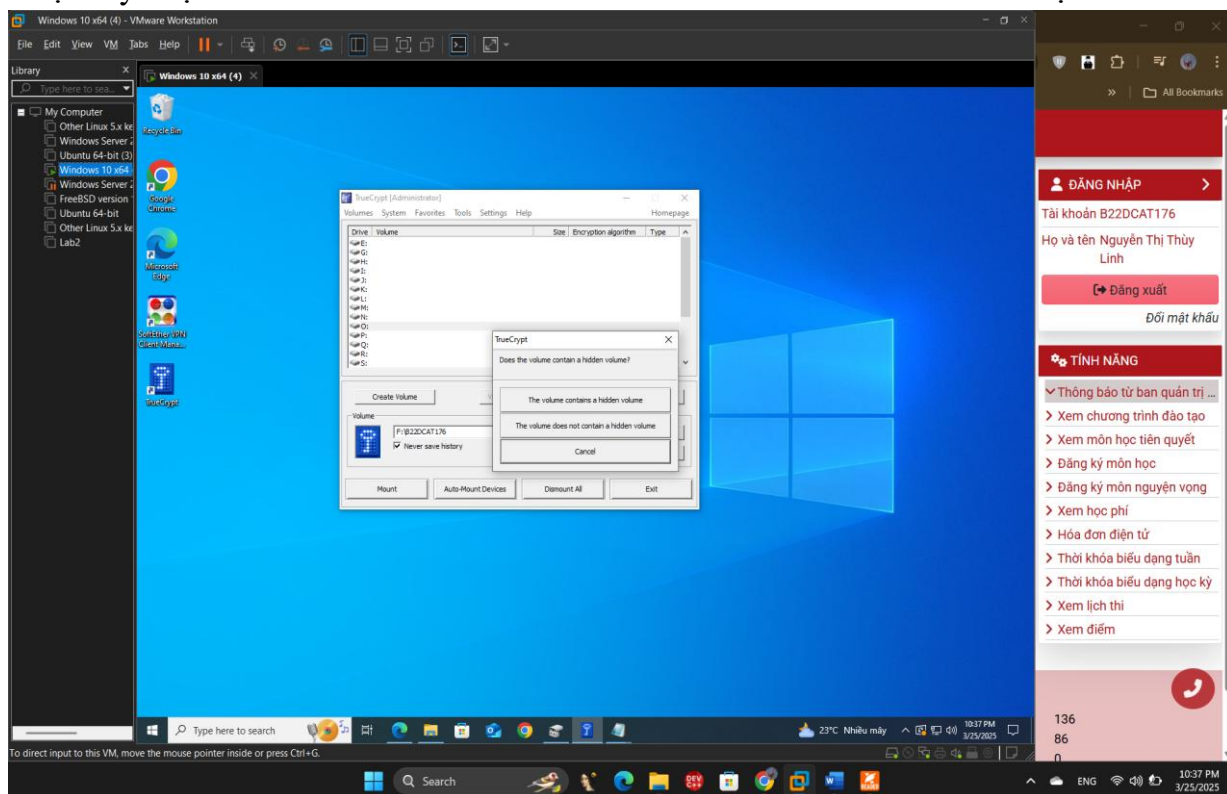 Windows 10 x64 (4) - VMware Workstation
File Edit View VM Tabs Help
Library X
Type here to sea...
My Computer
Other Linux 5.x ke
Windows Server 2
Ubuntu 64-bit (3)
Windows 10 x64
Windows Server 2
FreeBSD version
Ubuntu 64-bit
Other Linux 5.x ke
Lab2
Windows 10 x64 (4)
Recycle Bin
Google Chrome
Microsoft Edge
SoftEther VPN Client Mana...
TrueCrypt
TrueCrypt [Administrator]
Volumes System Favorites Tools Settings Help Homepage
Drive Volume Size Encryption algorithm Type
E:
G:
H:
I:
J:
K:
L:
M:
N:
O:
P:
Q:
R:
S:
Create Volume
Volume
F:\B22DCAT176
Never save history
Mount Auto-Mount Devices Dismount All Exit
TrueCrypt
Does the volume contain a hidden volume?
The volume contains a hidden volume
The volume does not contain a hidden volume
Cancel
Type here to search
23°C Nhiều mây
10:37 PM
3/25/2025
To direct input to this VM, move the mouse pointer inside or press Ctrl+G.
All Bookmarks
ĐĂNG NHẬP
Tài khoản B22DCAT176
Họ và tên Nguyễn Thị Thùy
Linh
Đăng xuất
Đổi mật khẩu
TÍNH NĂNG
Thông báo từ ban quản trị ...
Xem chương trình đào tạo
Xem môn học tiên quyết
Đăng ký môn học
Đăng ký môn nguyện vọng
Xem học phí
Hóa đơn điện tử
Thời khóa biểu dạng tuần
Thời khóa biểu dạng học kỳ
Xem lịch thi
Xem điểm
136
86
0
Search
ENG
10:37 PM
3/25/2025